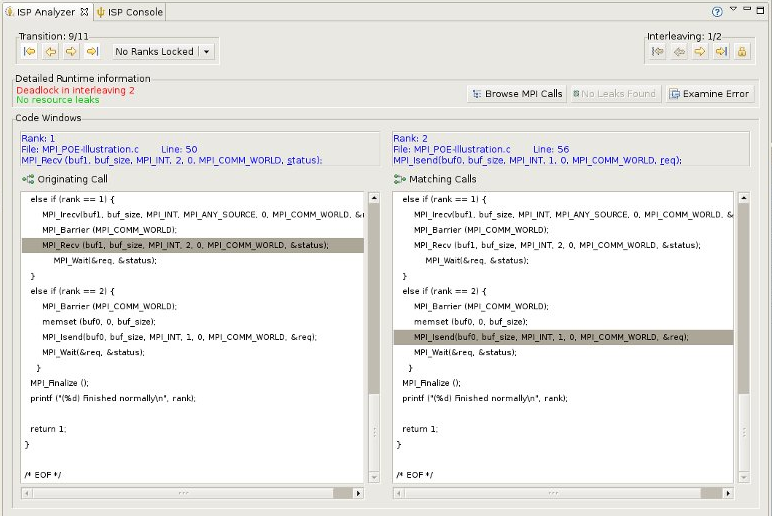 ISP Analyzer ISP Console
Transition: 9/11 Interleaving: 1/2
No Ranks Locked
Detailed Runtime information
Deadlock in interleaving 2
No resource leaks
Browse MPI Calls No Leaks Found Examine Error
Code Windows
Rank: 1
File: MPI_POE-Illustration.c Line: 50
MPI_Recv (buf1, buf_size, MPI_INT, 2, 0, MPI_COMM_WORLD, status);
Originating Call
else if (rank == 1) {
MPI_Irecv(buf1, buf_size, MPI_INT, MPI_ANY_SOURCE, 0, MPI_COMM_WORLD, &r
MPI_Barrier (MPI_COMM_WORLD);
MPI_Recv (buf1, buf_size, MPI_INT, 2, 0, MPI_COMM_WORLD, &status);
MPI_Wait(&req, &status);
}
else if (rank == 2) {
MPI_Barrier (MPI_COMM_WORLD);
memset (buf0, 0, buf_size);
MPI_Isend(buf0, buf_size, MPI_INT, 1, 0, MPI_COMM_WORLD, &req);
MPI_Wait(&req, &status);
}
MPI_Finalize ();
printf ("(%d) Finished normally\n", rank);
return 1;
}
/* EOF */
Rank: 2
File: MPI_POE-Illustration.c Line: 56
MPI_Isend(buf0, buf_size, MPI_INT, 1, 0, MPI_COMM_WORLD, req);
Matching Calls
else if (rank == 1) {
MPI_Irecv(buf1, buf_size, MPI_INT, MPI_ANY_SOURCE, 0, MPI_COMM_WORLD, &
MPI_Barrier (MPI_COMM_WORLD);
MPI_Recv (buf1, buf_size, MPI_INT, 2, 0, MPI_COMM_WORLD, &status);
MPI_Wait(&req, &status);
}
else if (rank == 2) {
MPI_Barrier (MPI_COMM_WORLD);
memset (buf0, 0, buf_size);
MPI_Isend(buf0, buf_size, MPI_INT, 1, 0, MPI_COMM_WORLD, &req);
MPI_Wait(&req, &status);
}
MPI_Finalize ();
printf ("(%d) Finished normally\n", rank);
return 1;
}
/* EOF */